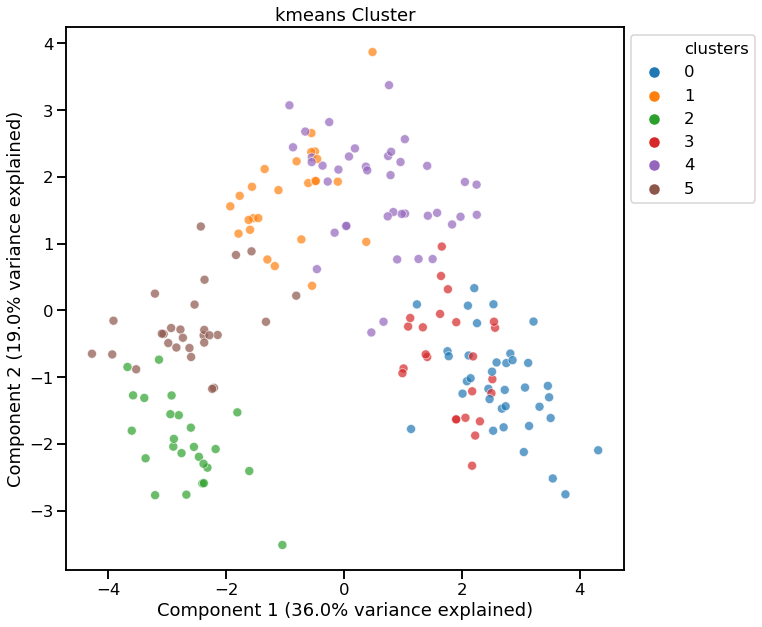 kmeans Cluster
clusters
0
1
2
3
4
5
4
3
2
1
0
−1
−2
−3
Component 2 (19.0% variance explained)
−4 −2 0 2 4
Component 1 (36.0% variance explained)